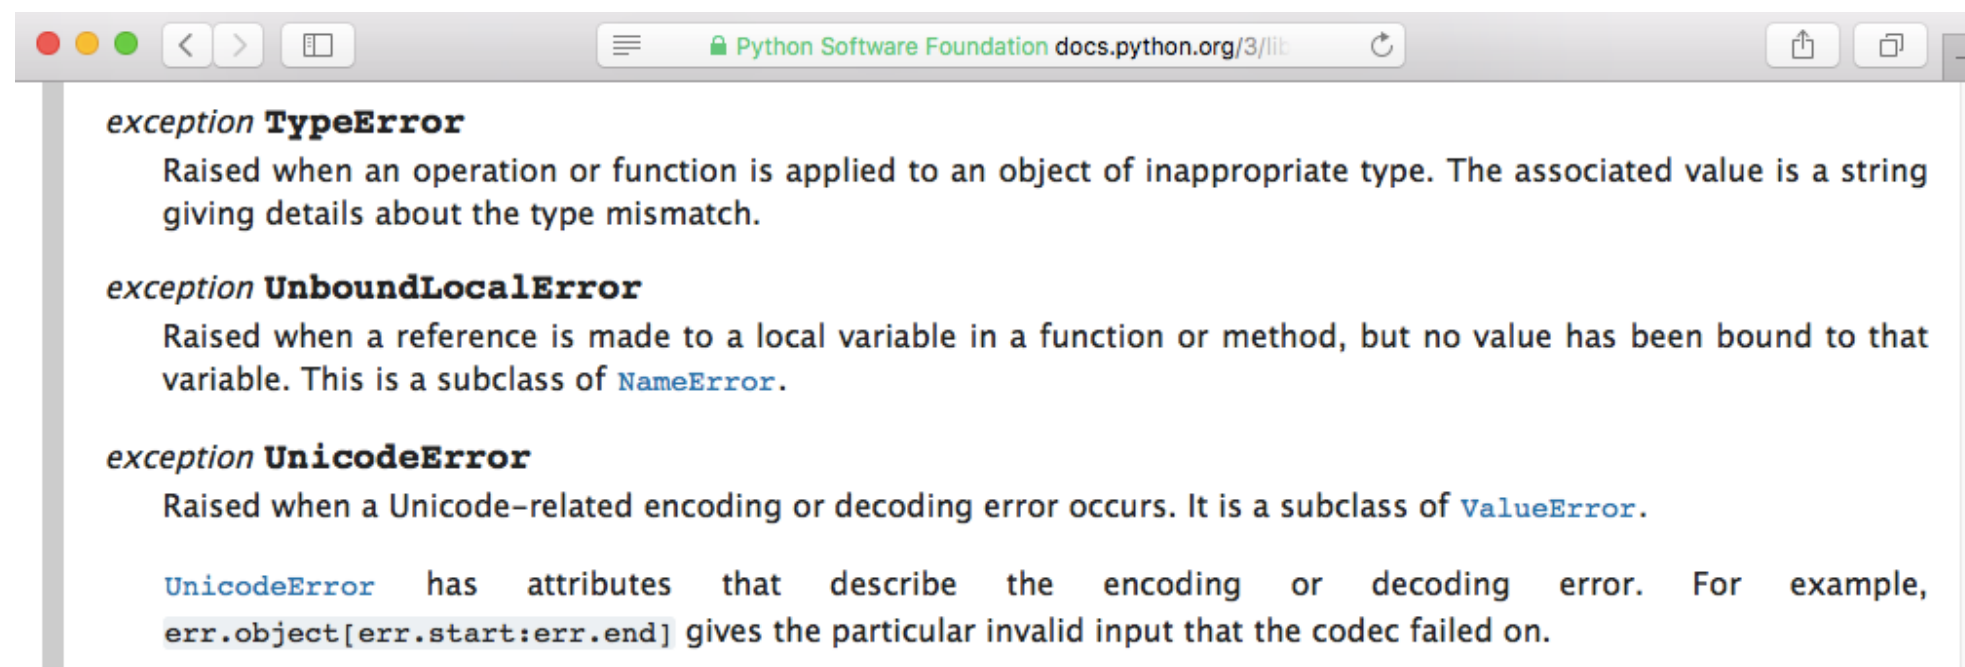 Python Software Foundation docs.python.org/3/lib
exception TypeError
Raised when an operation or function is applied to an object of inappropriate type. The associated value is a string
giving details about the type mismatch.
exception UnboundLocalError
Raised when a reference is made to a local variable in a function or method, but no value has been bound to that
variable. This is a subclass of NameError.
exception UnicodeError
Raised when a Unicode-related encoding or decoding error occurs. It is a subclass of ValueError.
UnicodeError has attributes that describe the encoding or decoding error. For example,
err.object[err.start:err.end] gives the particular invalid input that the codec failed on.